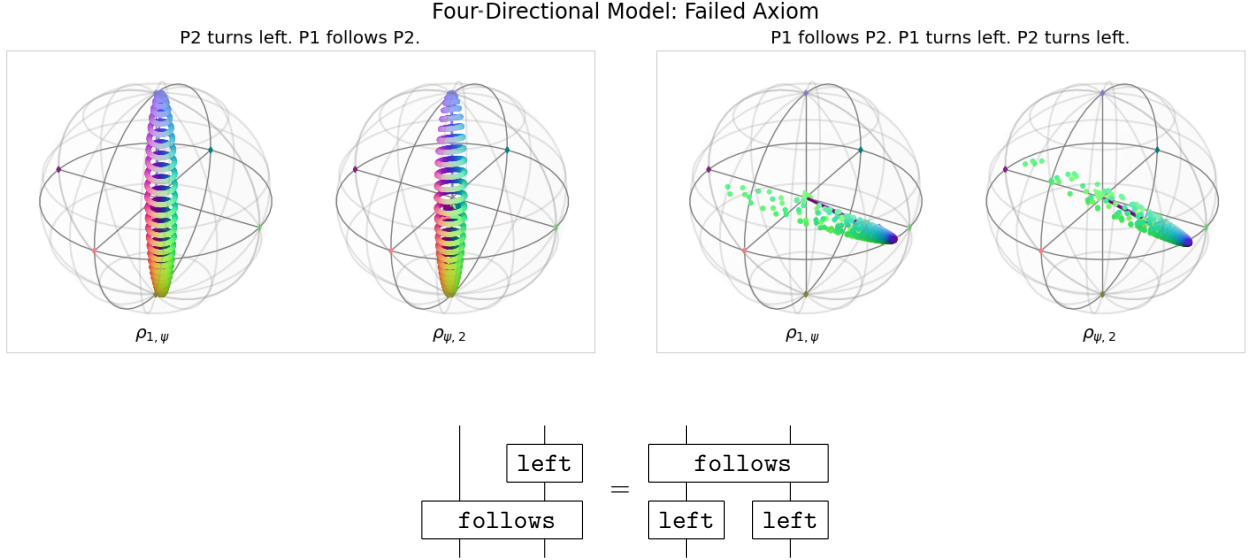 Four-Directional Model: Failed Axiom
P2 turns left. P1 follows P2.
P1 follows P2. P1 turns left. P2 turns left.
ρ1, ψ
ρψ, 2
ρ1, ψ
ρψ, 2
left
follows
=
follows
left
left